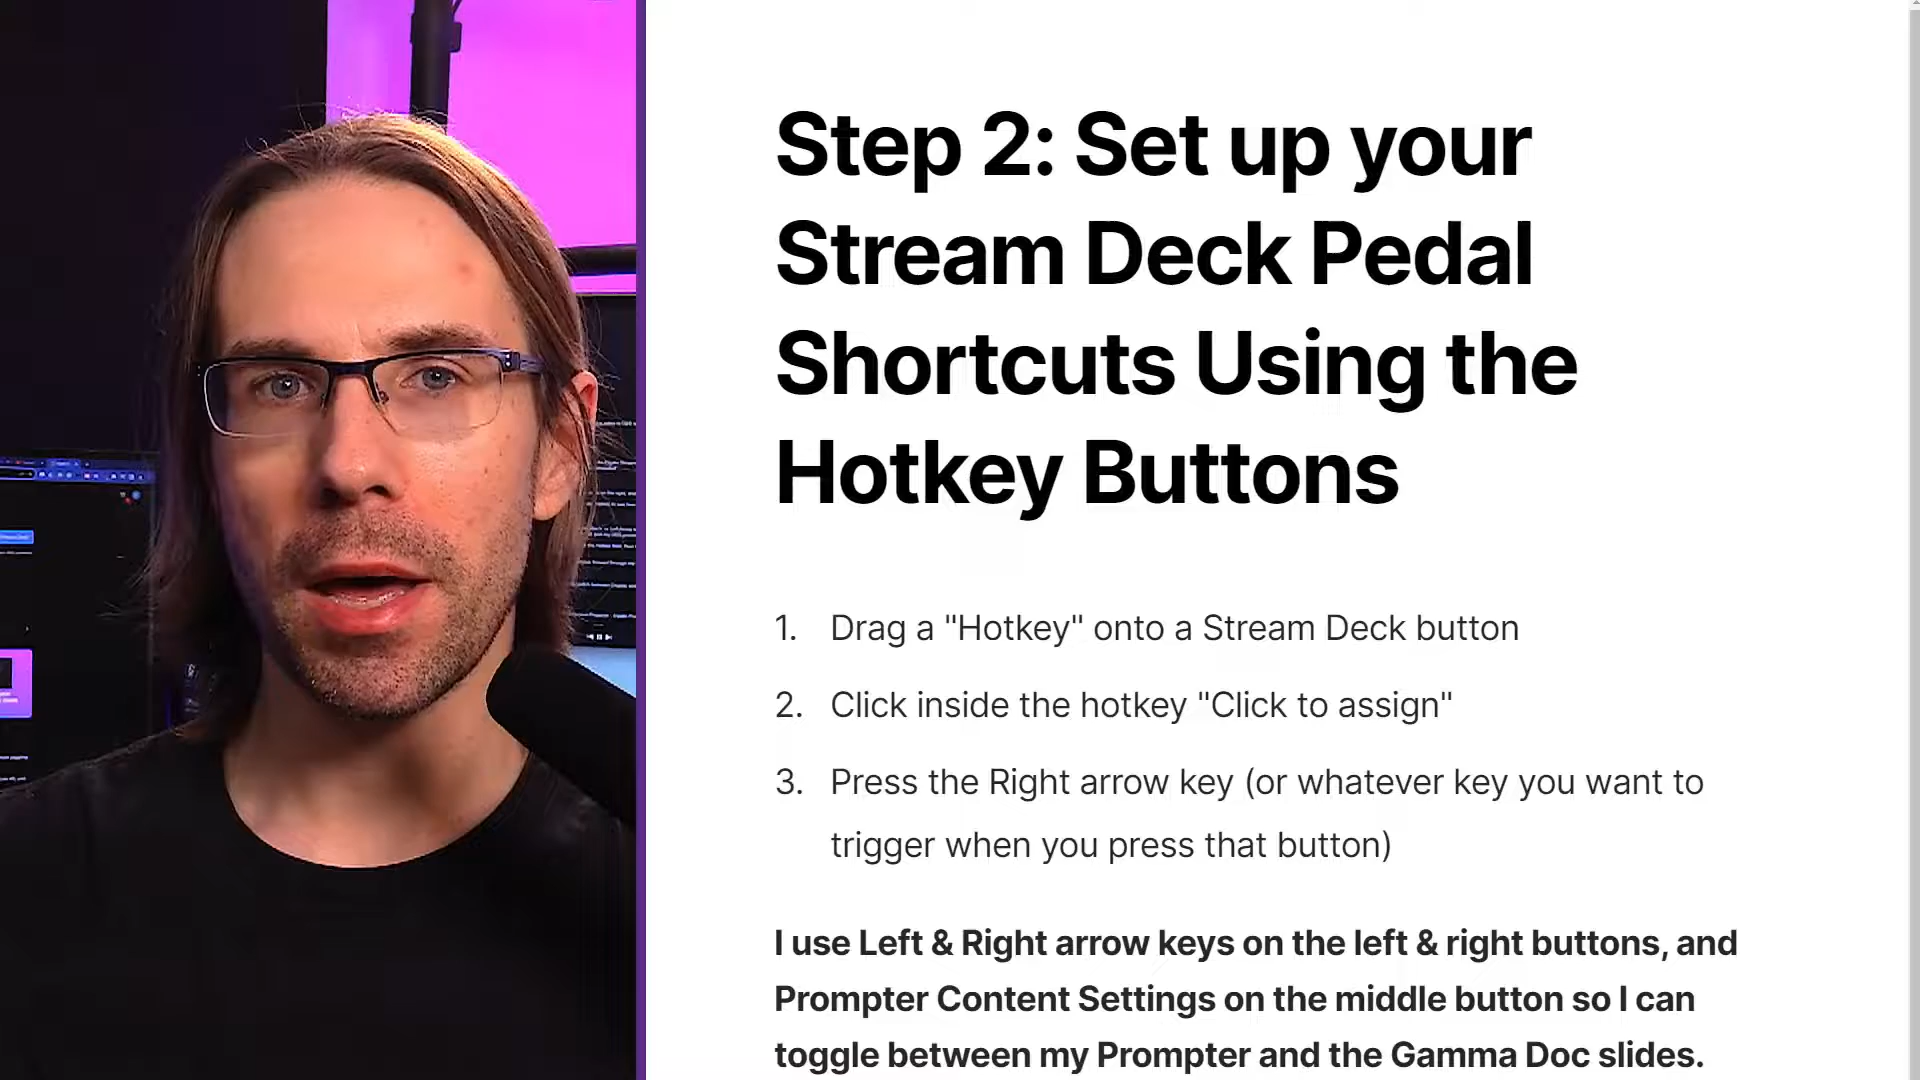 Step 2: Set up your
Stream Deck Pedal
Shortcuts Using the
Hotkey Buttons
1. Drag a "Hotkey" onto a Stream Deck button
2. Click inside the hotkey "Click to assign"
3. Press the Right arrow key (or whatever key you want to
trigger when you press that button)
I use Left & Right arrow keys on the left & right buttons, and
Prompter Content Settings on the middle button so I can
toggle between my Prompter and the Gamma Doc slides.